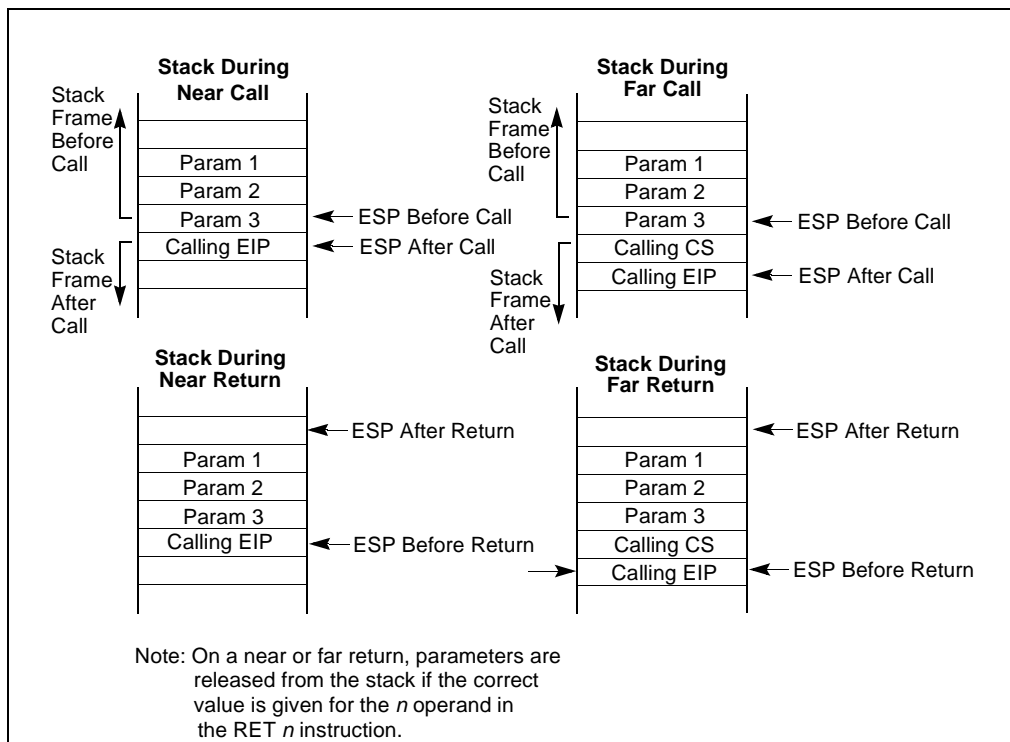 Stack During
Near Call
Stack
Frame
Before
Call
Param 1
Param 2
Param 3
ESP Before Call
Calling EIP
ESP After Call
Stack
Frame
After
Call
Stack During
Far Call
Stack
Frame
Before
Call
Param 1
Param 2
Param 3
ESP Before Call
Calling CS
Calling EIP
ESP After Call
Stack
Frame
After
Call
Stack During
Near Return
ESP After Return
Param 1
Param 2
Param 3
Calling EIP
ESP Before Return
Stack During
Far Return
ESP After Return
Param 1
Param 2
Param 3
Calling CS
Calling EIP
ESP Before Return
Note: On a near or far return, parameters are
released from the stack if the correct
value is given for the n operand in
the RET n instruction.